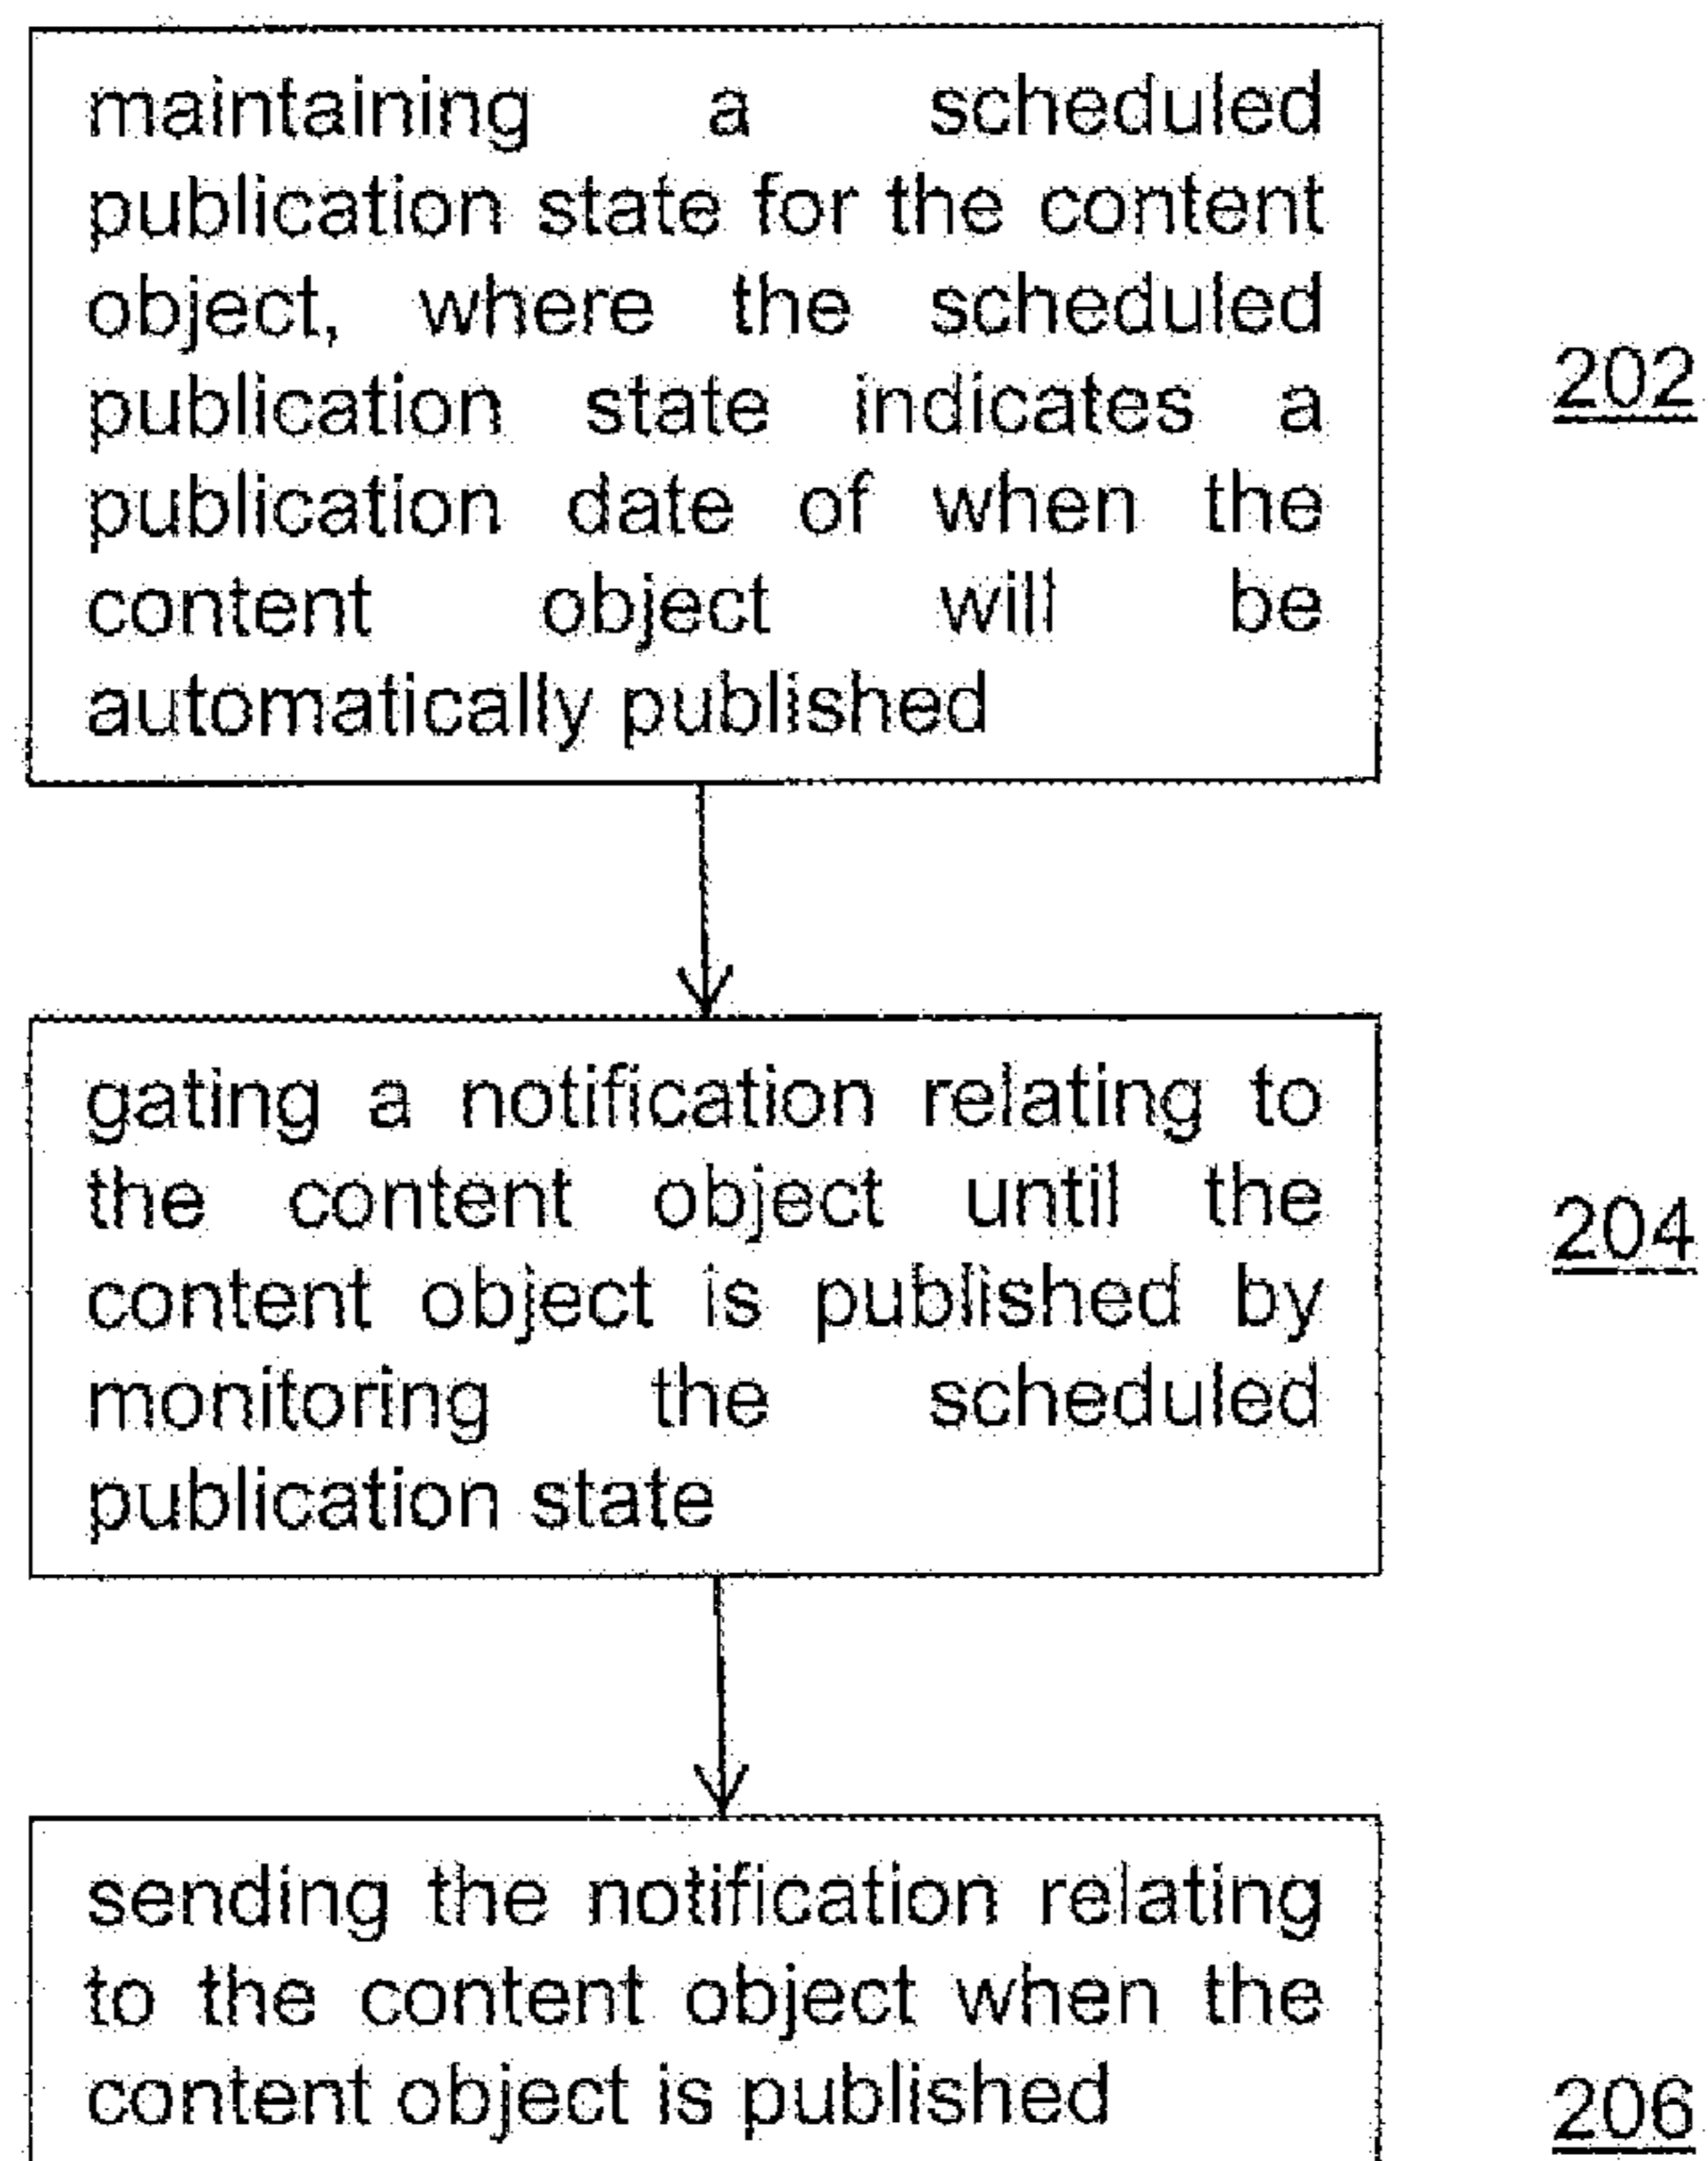 maintaining a scheduled
publication state for the content
object, where the scheduled
publication state indicates a
publication date of when the
content object will be
automatically published
202
gating a notification relating to
the content object until the
content object is published by
monitoring the scheduled
publication state
204
sending the notification relating
to the content object when the
content object is published
206